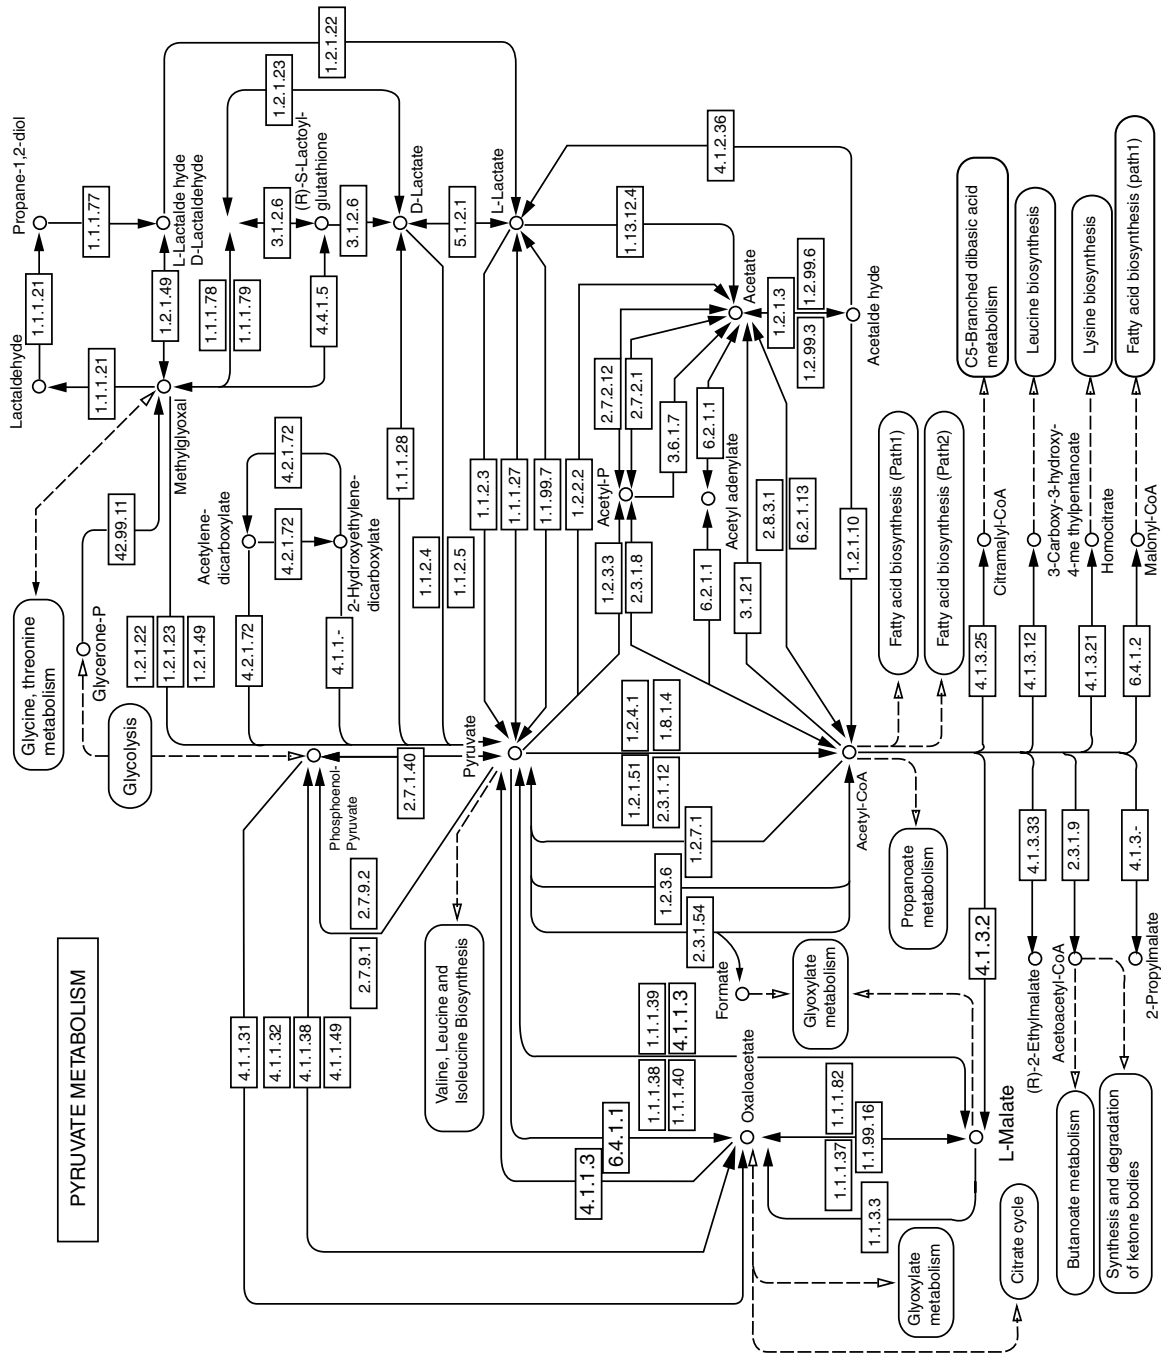 PYRUVATE METABOLISM
Glycolysis
Glycine, threonine
metabolism
Glycerone-P
42.99.11
Lactaldehyde
1.1.1.21
Propane-1,2-diol
1.1.1.21
1.1.1.77
1.2.1.22
1.2.1.23
1.2.1.49
Methylglyoxal
1.2.1.49
L-Lactalde hyde
D-Lactaldehyde
1.1.1.78
1.1.1.79
4.4.1.5
1.2.1.23
1.2.1.22
3.1.2.6
(R)-S-Lactoyl-
glutathione
3.1.2.6
4.1.1.31
4.1.1.32
4.1.1.38
4.1.1.49
Acetylene-
dicarboxylate
4.2.1.72
4.2.1.72
4.2.1.72
4.1.1.-
2-Hydroxyethylene-
dicarboxylate
Phosphoenol-
Pyruvate
2.7.9.1
2.7.9.2
2.7.1.40
1.1.1.28
1.1.2.4
1.1.2.5
D-Lactate
5.1.2.1
L-Lactate
Valine, Leucine and
Isoleucine Biosynthesis
Pyruvate
1.1.2.3
1.1.1.27
1.1.99.7
1.2.2.2
4.1.1.3
6.4.1.1
1.1.1.38
1.1.1.39
1.1.1.40
4.1.1.3
1.2.3.3
2.3.1.8
Acetyl-P
2.7.2.12
2.7.2.1
1.13.12.4
3.6.1.7
1.2.1.51
1.2.4.1
2.3.1.12
1.8.1.4
1.2.7.1
1.2.3.6
2.3.1.54
6.2.1.1
Acetyl adenylate
6.2.1.1
4.1.2.36
Formate
Oxaloacetate
3.1.21
2.8.3.1
6.2.1.13
Acetate
1.2.1.3
1.2.99.3
1.2.99.6
Glyoxylate
metabolism
1.1.1.37
1.1.1.82
1.1.99.16
1.1.3.3
Acetyl-CoA
1.2.1.10
Acetalde hyde
Glyoxylate
metabolism
Propanoate
metabolism
Fatty acid biosynthesis (Path1)
Fatty acid biosynthesis (Path2)
L-Malate
4.1.3.2
4.1.3.25
Citramalyl-CoA
C5-Branched dibasic acid
metabolism
Citrate cycle
(R)-2-Ethylmalate
4.1.3.33
4.1.3.12
3-Carboxy-3-hydroxy-
4-me thylpentanoate
Leucine biosynthesis
Butanoate metabolism
Acetoacetyl-CoA
2.3.1.9
4.1.3.21
Homocitrate
Lysine biosynthesis
Synthesis and degradation
of ketone bodies
2-Propylmalate
4.1.3.-
6.4.1.2
Malonyl-CoA
Fatty acid biosynthesis (path1)